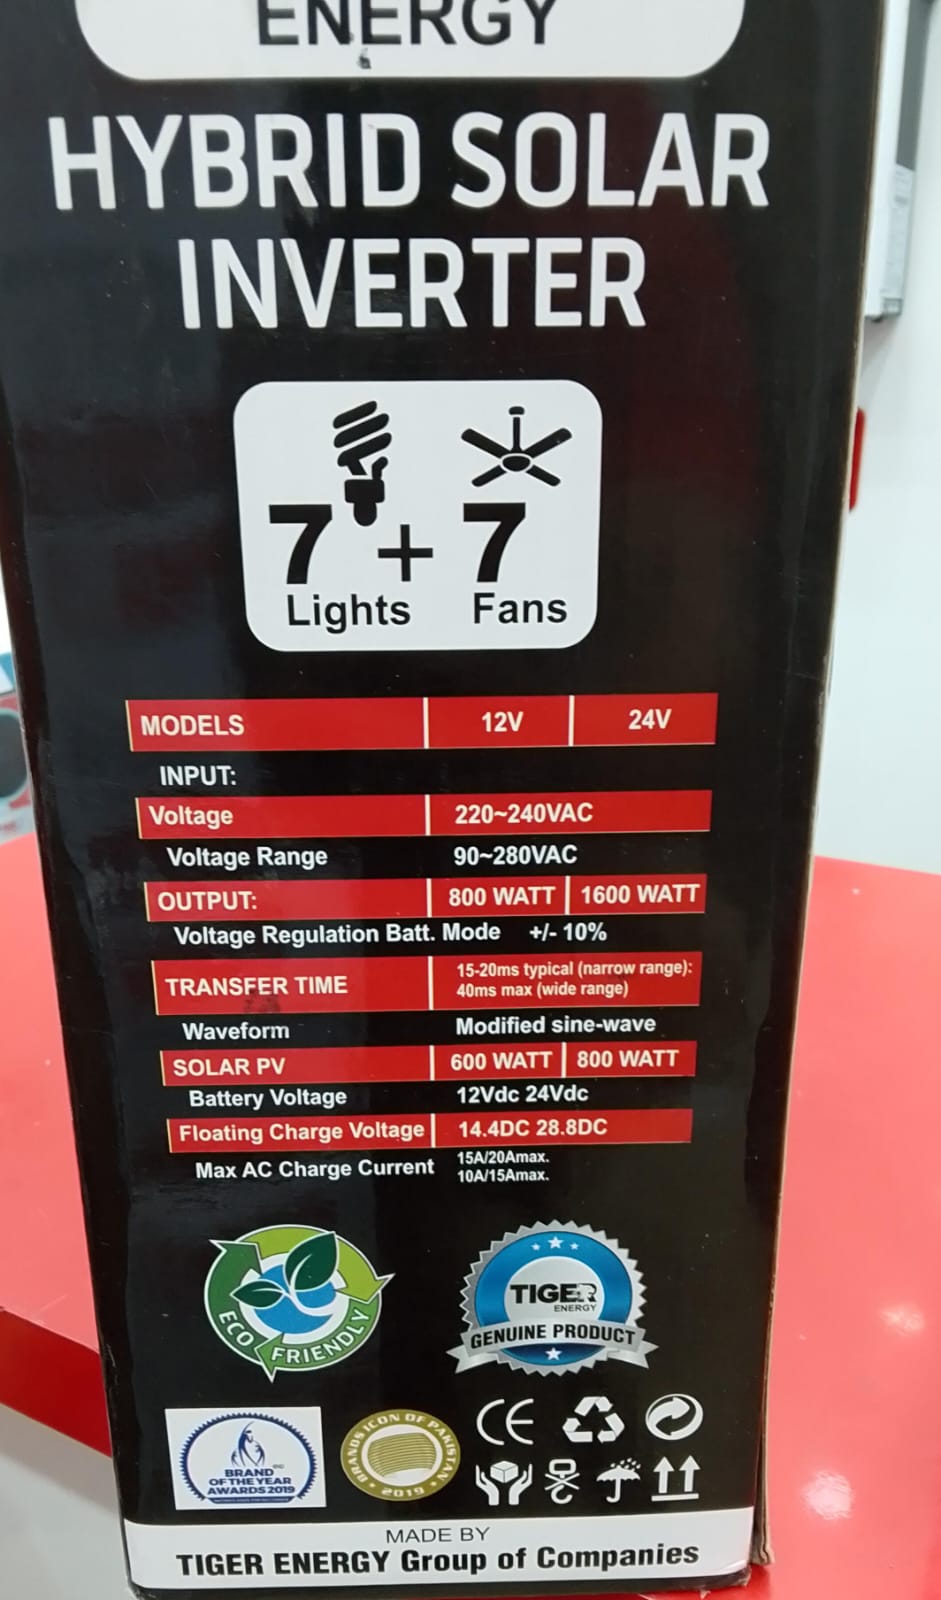 ENERGY
HYBRID SOLAR
INVERTER
7 + 7
Lights Fans
MODELS 12V 24V
INPUT:
Voltage 220~240VAC
Voltage Range 90~280VAC
OUTPUT: 800 WATT 1600 WATT
Voltage Regulation Batt. Mode +/- 10%
TRANSFER TIME 15-20ms typical (narrow range):
40ms max (wide range)
Waveform Modified sine-wave
SOLAR PV 600 WATT 800 WATT
Battery Voltage 12Vdc 24Vdc
Floating Charge Voltage 14.4DC 28.8DC
Max AC Charge Current 15A/20Amax.
10A/15Amax.
ECO FRIENDLY
TIGER
ENERGY
GENUINE PRODUCT
BRAND
OF THE YEAR
AWARDS 2019
BRANDS ICON OF PAKISTAN
2019
CE
MADE BY
TIGER ENERGY Group of Companies